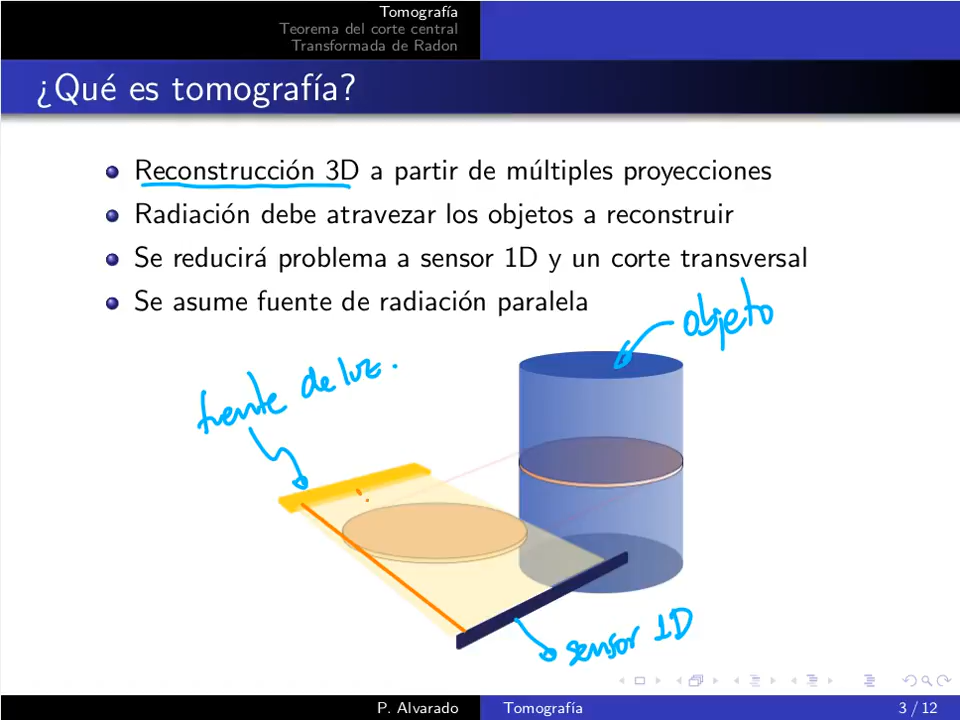 Tomografía
Teorema del corte central
Transformada de Radon
¿Qué es tomografía?
Reconstrucción 3D a partir de múltiples proyecciones
Radiación debe atravezar los objetos a reconstruir
Se reducirá problema a sensor 1D y un corte transversal
Se asume fuente de radiación paralela
objeto
fuente de luz.
sensor 1D
P. Alvarado
Tomografía
3 / 12